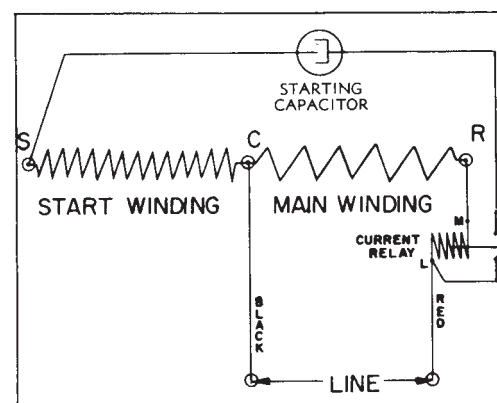 STARTING
CAPACITOR
S
C
R
START WINDING
MAIN WINDING
M
CURRENT
RELAY
L
BLACK
RED
LINE